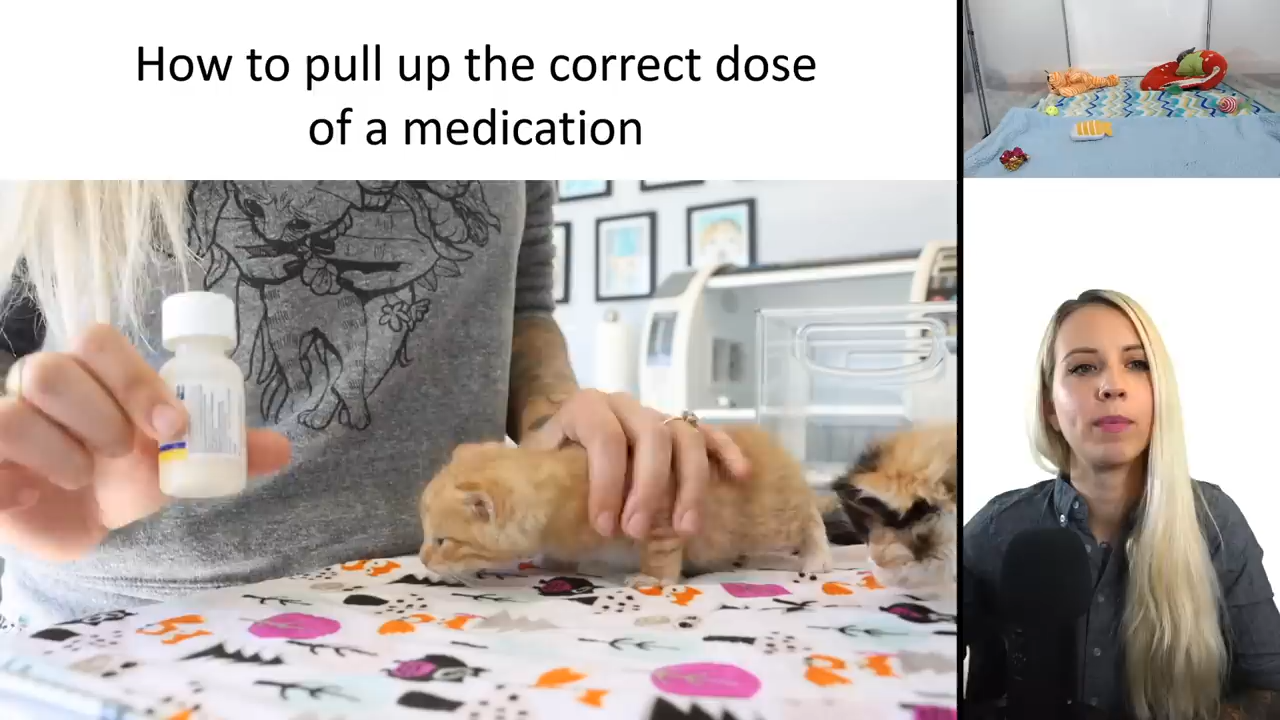 How to pull up the correct dose
of a medication